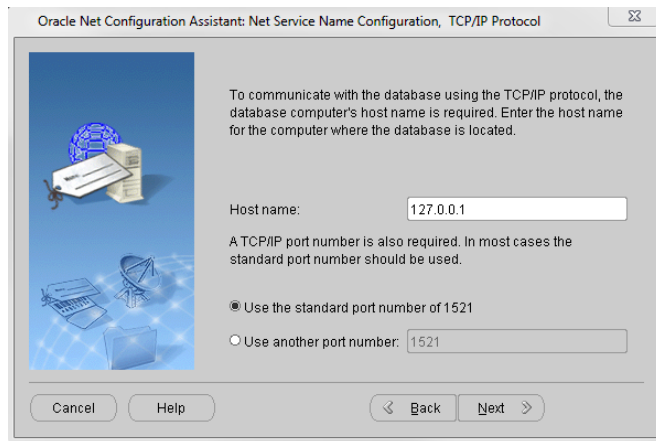 Oracle Net Configuration Assistant: Net Service Name Configuration, TCP/IP Protocol
To communicate with the database using the TCP/IP protocol, the
database computer's host name is required. Enter the host name
for the computer where the database is located.
Host name: 127.0.0.1
A TCP/IP port number is also required. In most cases the
standard port number should be used.
Use the standard port number of 1521
Use another port number: 1521
Cancel Help Back Next